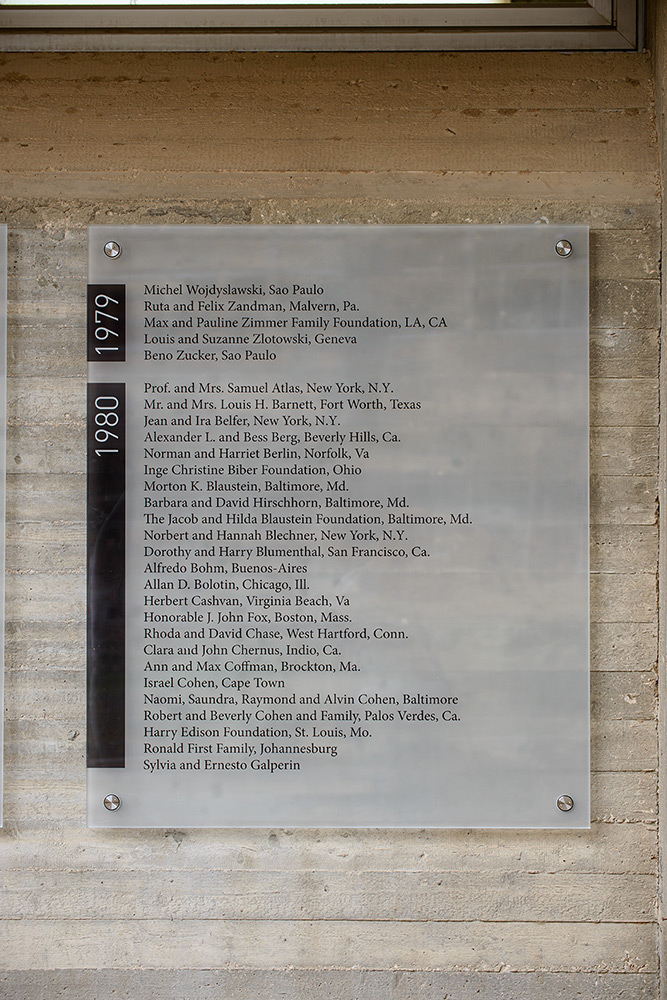 1979
Michel Wojdyslawski, Sao Paulo
Ruta and Felix Zandman, Malvern, Pa.
Max and Pauline Zimmer Family Foundation, LA, CA
Louis and Suzanne Zlotowski, Geneva
Beno Zucker, Sao Paulo
1980
Prof. and Mrs. Samuel Atlas, New York, N.Y.
Mr. and Mrs. Louis H. Barnett, Fort Worth, Texas
Jean and Ira Belfer, New York, N.Y.
Alexander L. and Bess Berg, Beverly Hills, Ca.
Norman and Harriet Berlin, Norfolk, Va
Inge Christine Biber Foundation, Ohio
Morton K. Blaustein, Baltimore, Md.
Barbara and David Hirschhorn, Baltimore, Md.
The Jacob and Hilda Blaustein Foundation, Baltimore, Md.
Norbert and Hannah Blechner, New York, N.Y.
Dorothy and Harry Blumenthal, San Francisco, Ca.
Alfredo Bohm, Buenos-Aires
Allan D. Bolotin, Chicago, Ill.
Herbert Cashvan, Virginia Beach, Va
Honorable J. John Fox, Boston, Mass.
Rhoda and David Chase, West Hartford, Conn.
Clara and John Chernus, Indio, Ca.
Ann and Max Coffman, Brockton, Ma.
Israel Cohen, Cape Town
Naomi, Saundra, Raymond and Alvin Cohen, Baltimore
Robert and Beverly Cohen and Family, Palos Verdes, Ca.
Harry Edison Foundation, St. Louis, Mo.
Ronald First Family, Johannesburg
Sylvia and Ernesto Galperin